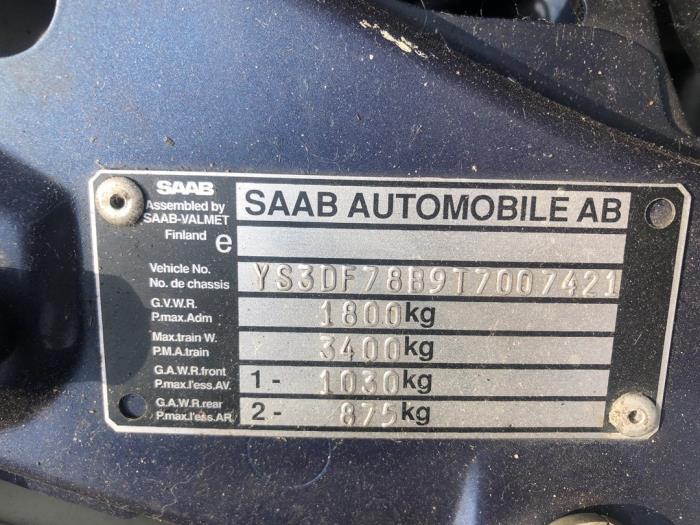 SAAB
Assembled by
SAAB-VALMET
Finland e
SAAB AUTOMOBILE AB
Vehicle No.
No. de chassis
YS3DF78B9T7007421
G.V.W.R.
P.max.Adm
1800kg
Max.train W.
P.M.A.train
3400kg
G.A.W.R.front
P.max.l'ess.AV.
1- 1030kg
G.A.W.R.rear
P.max.l'ess.AR
2- 875kg